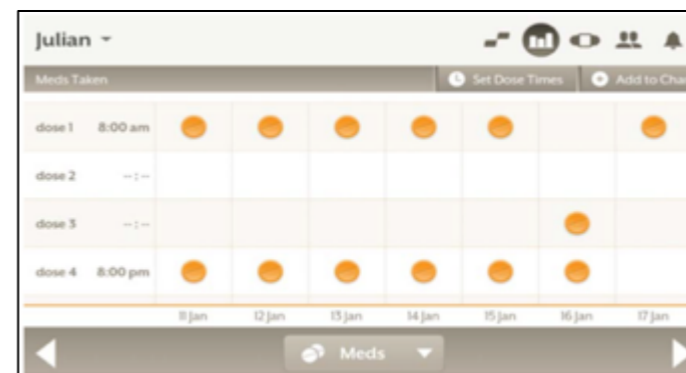 Julian
Meds Taken Set Dose Times Add to Cha
dose 1 8:00 am
dose 2 --:--
dose 3 --:--
dose 4 8:00 pm
11 Jan 12 Jan 13 Jan 14 Jan 15 Jan 16 Jan 17 Jan
Meds